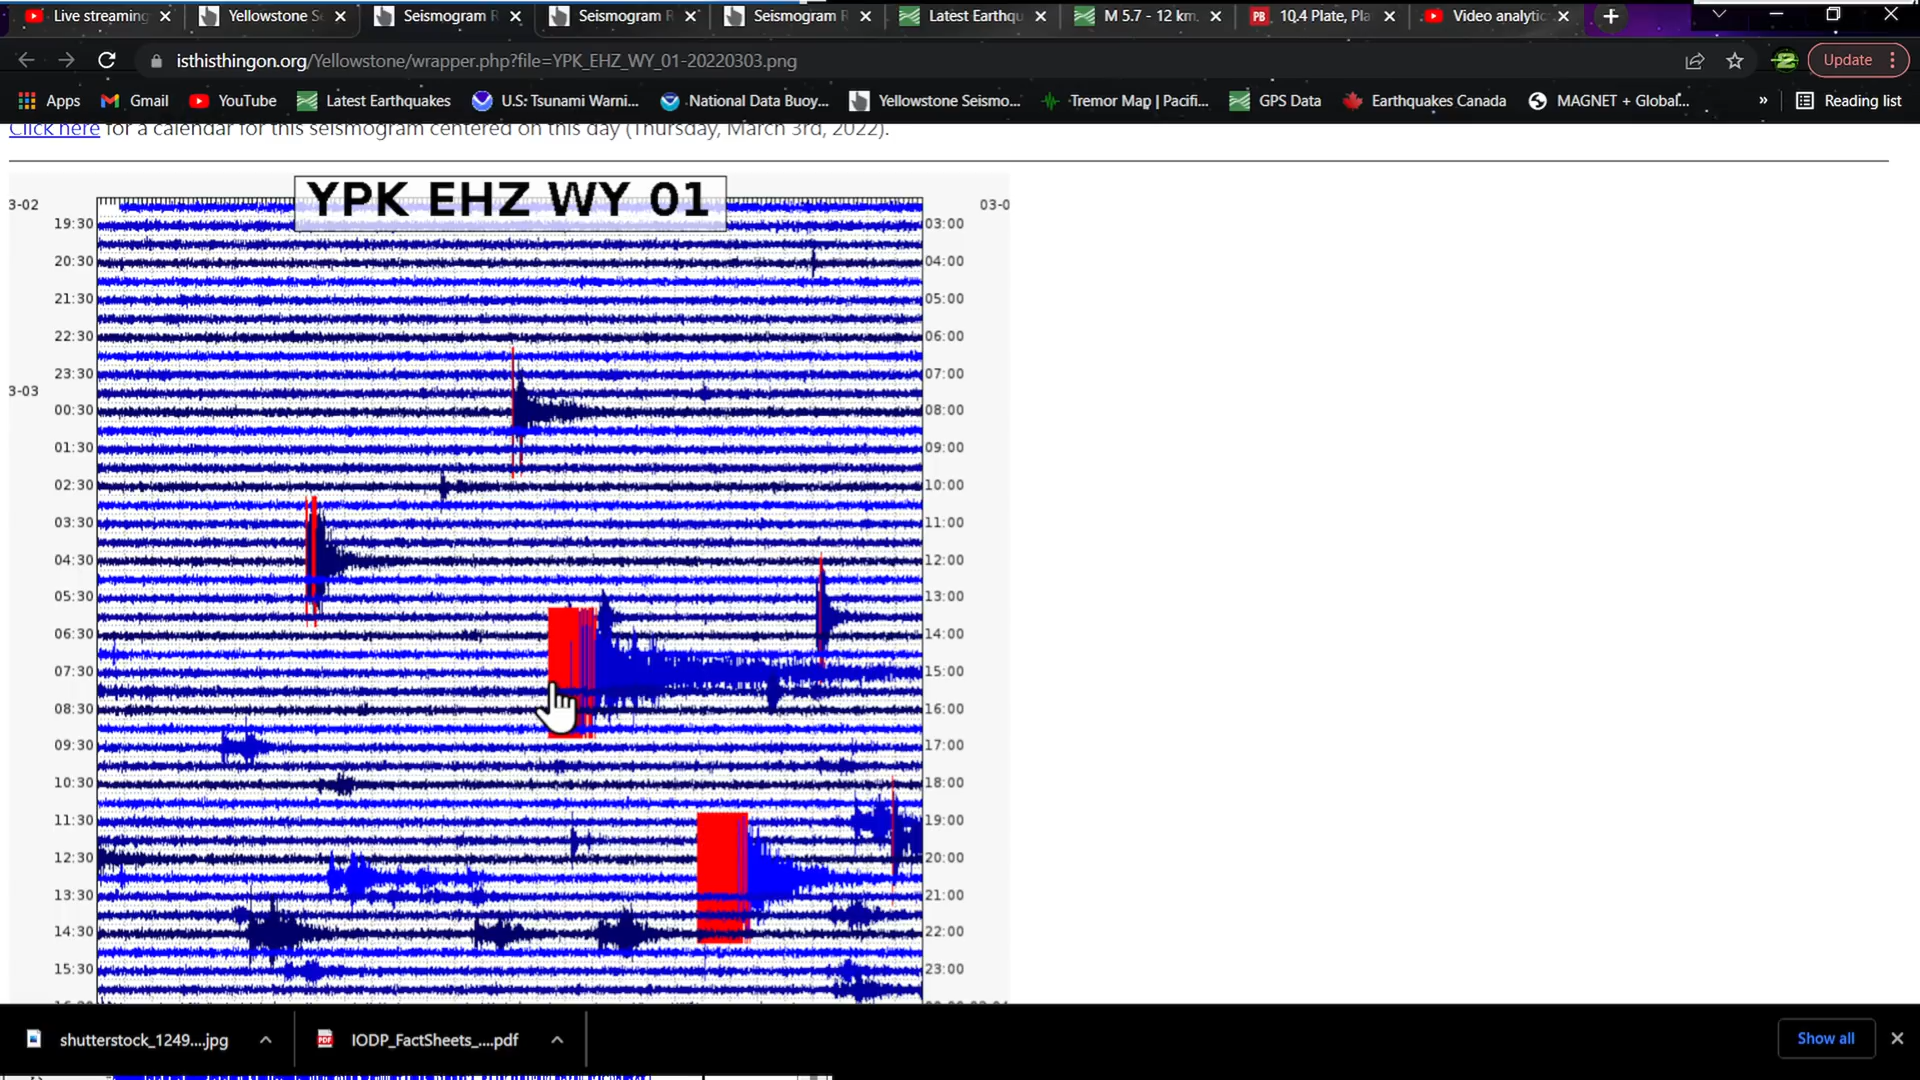 Live streaming
Yellowstone S
Seismogram R
Seismogram R
Seismogram R
Latest Earthqu
M 5.7 - 12 km
PB 10.4 Plate, Pla
Video analytic
isthisthingon.org/Yellowstone/wrapper.php?file=YPK_EHZ_WY_01-20220303.png
Update
Apps
Gmail
YouTube
Latest Earthquakes
U.S: Tsunami Warni...
National Data Buoy...
Yellowstone Seismo...
Tremor Map | Pacifi...
GPS Data
Earthquakes Canada
MAGNET + Global...
»
Reading list
Click here for a calendar for this seismogram centered on this day (Thursday, March 3rd, 2022).
YPK EHZ WY 01
3-02 03-0
19:30 03:00
20:30 04:00
21:30 05:00
22:30 06:00
23:30 07:00
3-03
00:30 08:00
01:30 09:00
02:30 10:00
03:30 11:00
04:30 12:00
05:30 13:00
06:30 14:00
07:30 15:00
08:30 16:00
09:30 17:00
10:30 18:00
11:30 19:00
12:30 20:00
13:30 21:00
14:30 22:00
15:30 23:00
shutterstock_1249....jpg
PDF
IODP_FactSheets_....pdf
Show all